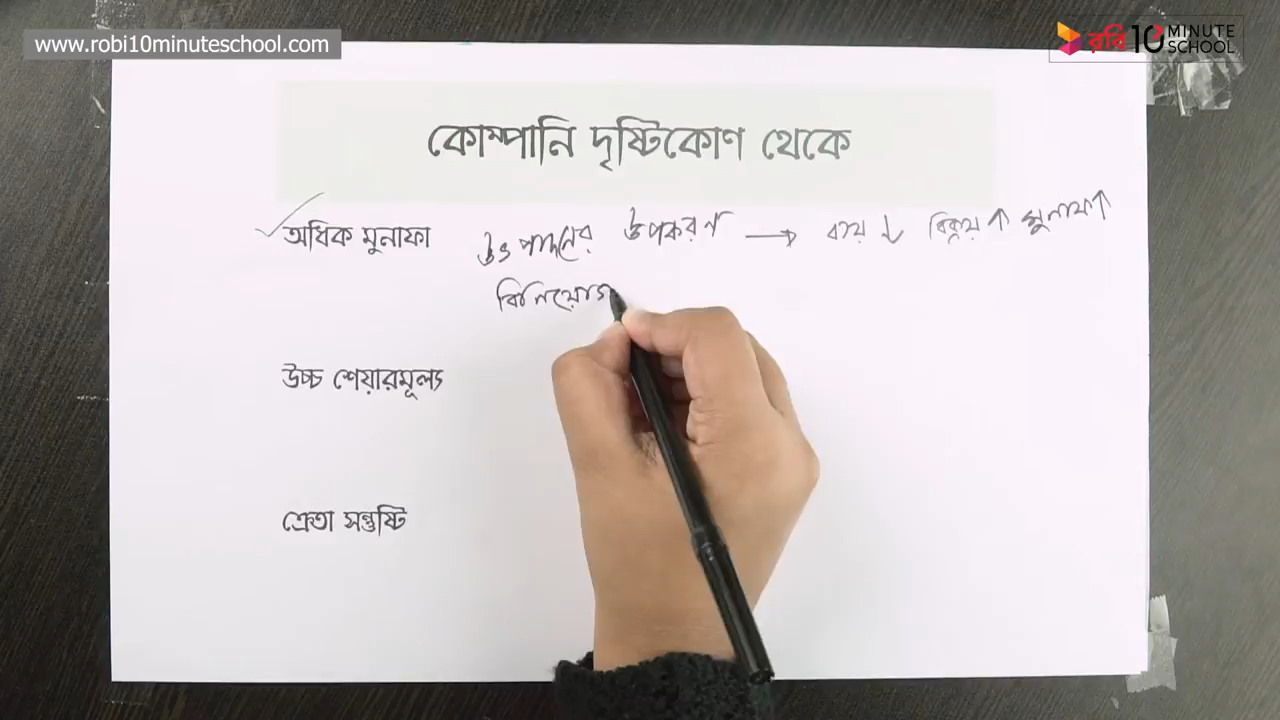 www.robi10minuteschool.com
রবি 10 MINUTE SCHOOL
কোম্পানি দৃষ্টিকোণ থেকে
অধিক মুনাফা উৎপাদনের উপকরণ → ব্যয় ↓ বিক্রয় ↑ মুনাফা ↑
বিনিয়োগ
উচ্চ শেয়ারমূল্য
ক্রেতা সন্তুষ্টি